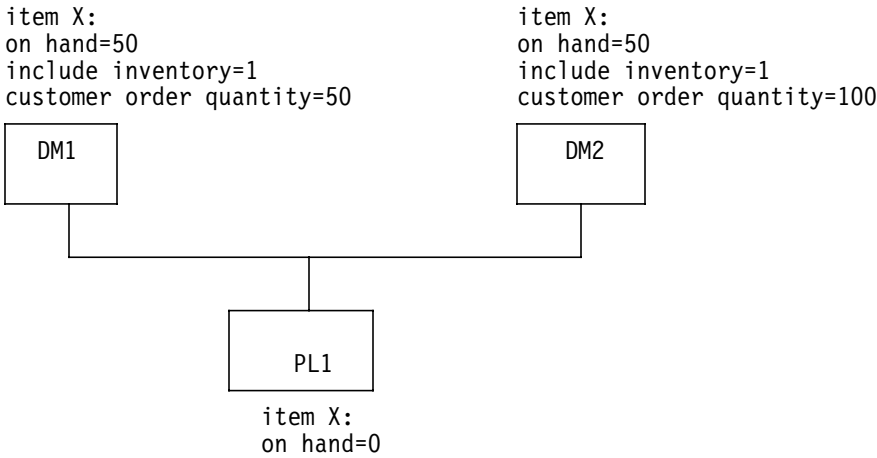 item X:
on hand=50
include inventory=1
customer order quantity=50
item X:
on hand=50
include inventory=1
customer order quantity=100
DM1
DM2
PL1
item X:
on hand=0